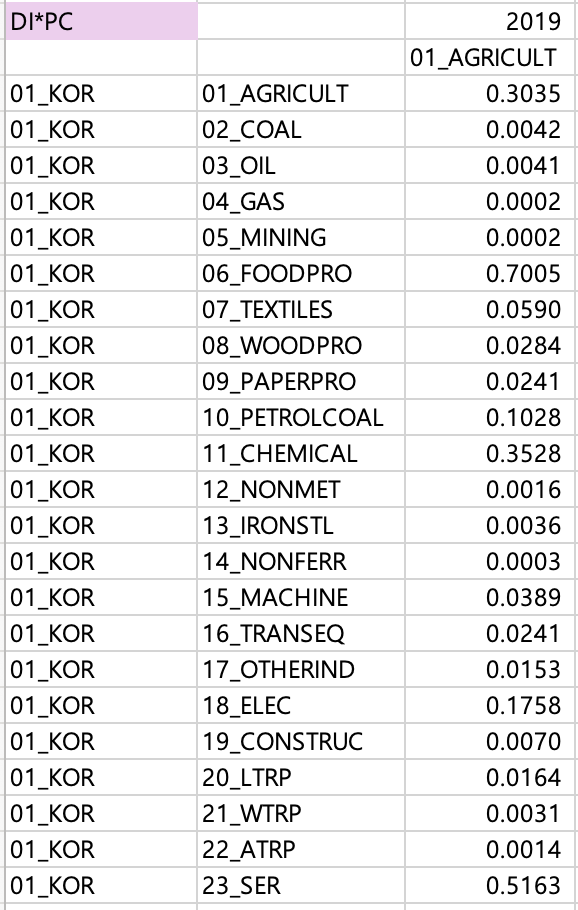 DI*PC 2019
01_AGRICULT
01_KOR 01_AGRICULT 0.3035
01_KOR 02_COAL 0.0042
01_KOR 03_OIL 0.0041
01_KOR 04_GAS 0.0002
01_KOR 05_MINING 0.0002
01_KOR 06_FOODPRO 0.7005
01_KOR 07_TEXTILES 0.0590
01_KOR 08_WOODPRO 0.0284
01_KOR 09_PAPERPRO 0.0241
01_KOR 10_PETROLCOAL 0.1028
01_KOR 11_CHEMICAL 0.3528
01_KOR 12_NONMET 0.0016
01_KOR 13_IRONSTL 0.0036
01_KOR 14_NONFERR 0.0003
01_KOR 15_MACHINE 0.0389
01_KOR 16_TRANSEQ 0.0241
01_KOR 17_OTHERIND 0.0153
01_KOR 18_ELEC 0.1758
01_KOR 19_CONSTRUC 0.0070
01_KOR 20_LTRP 0.0164
01_KOR 21_WTRP 0.0031
01_KOR 22_ATRP 0.0014
01_KOR 23_SER 0.5163